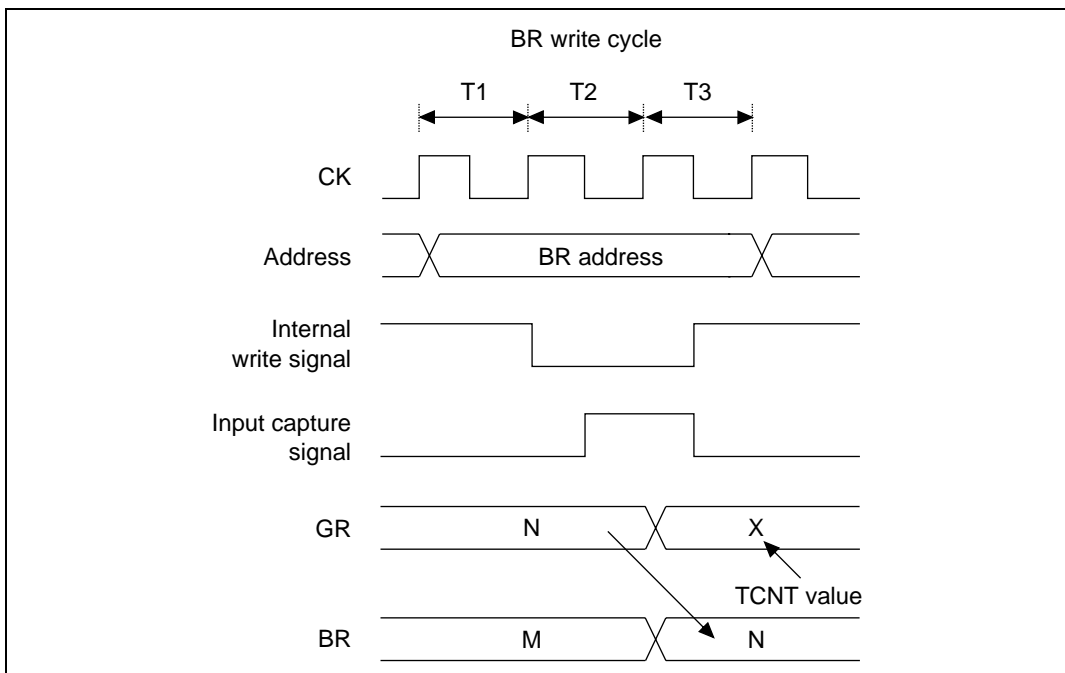 BR write cycle
T1 T2 T3
CK
Address BR address
Internal
write signal
Input capture
signal
GR N X
TCNT value
BR M N